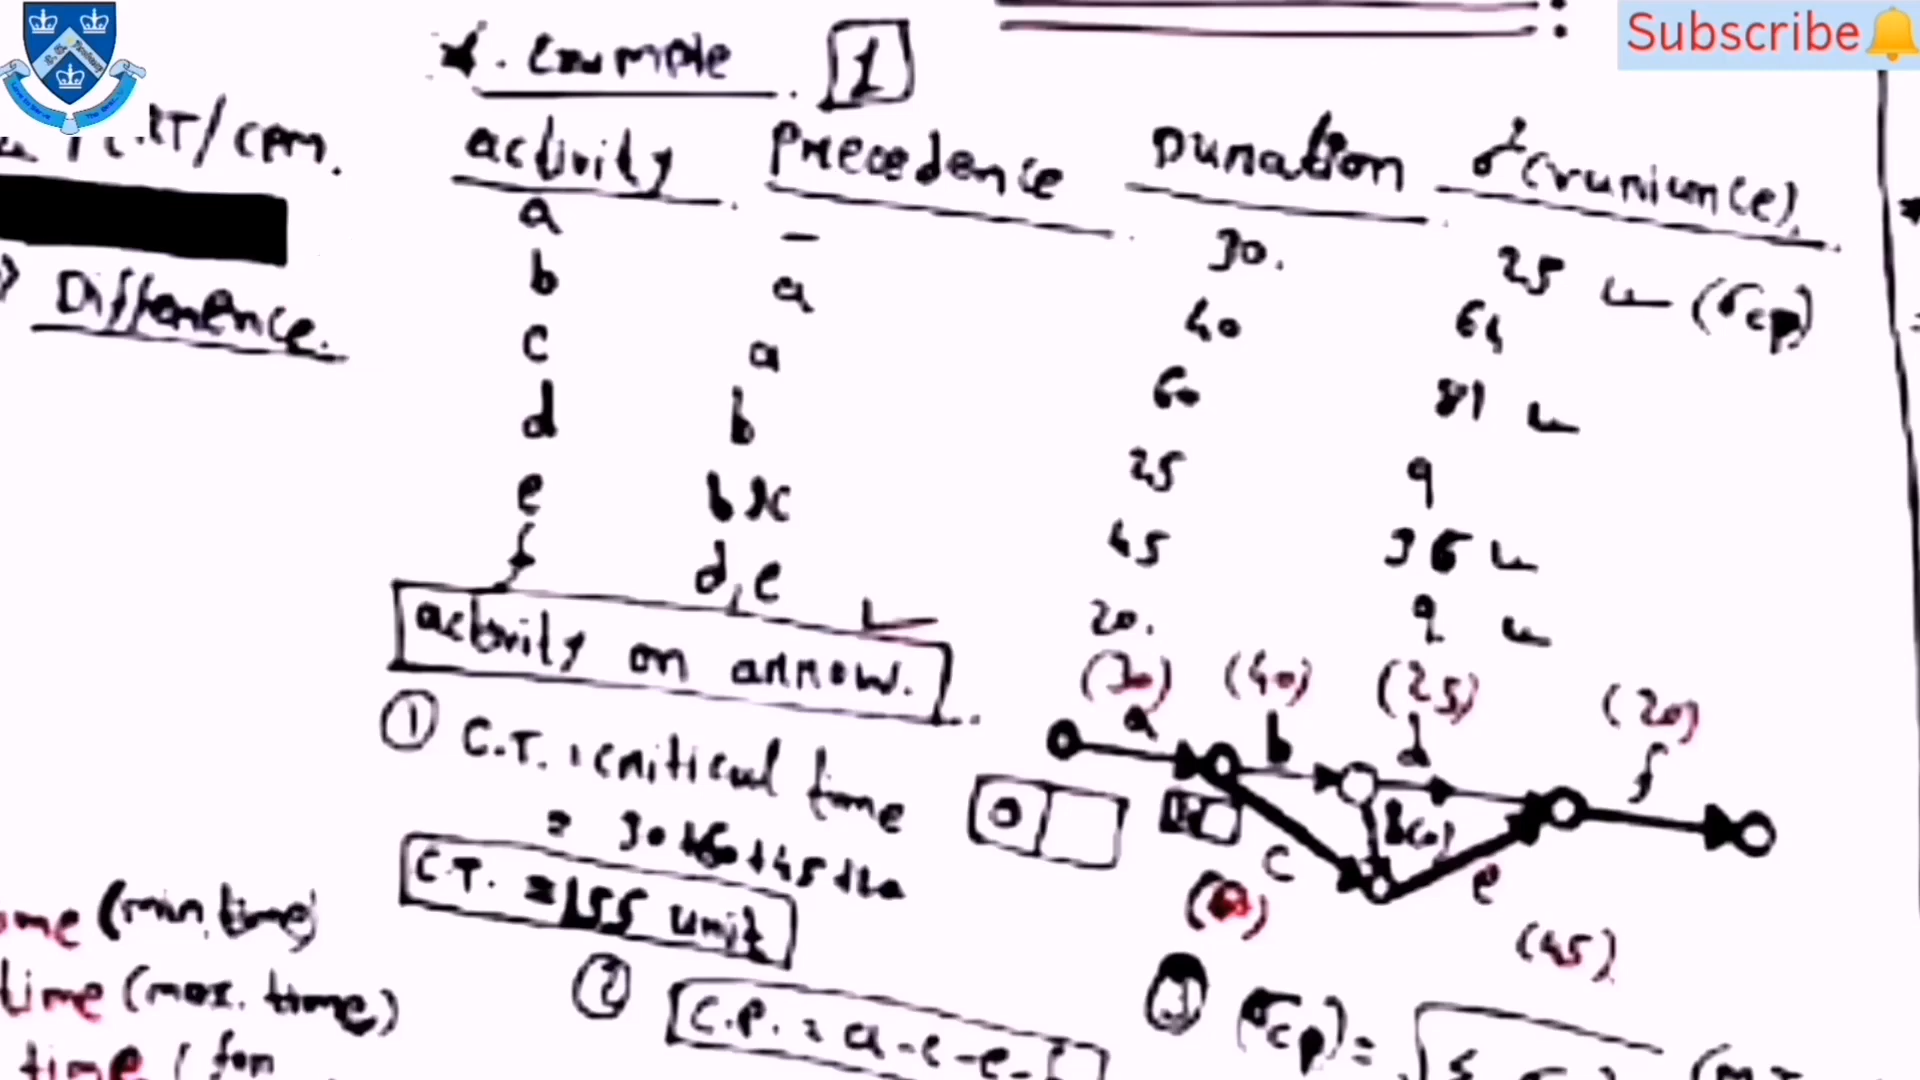 Subscribe
*. Example [1]
PERT/CPM.
Difference.
activity Precedence Duration σ²(variance)
a - 30. 25 (σcp)
b a 40 64
c a 60 81
d b 25 9
e b&c 45 36
f d,e 20. 9
activity on arrow.
(30) (40) (25) (20)
a b d f
① C.T. : critical time
= 30+60+45+20
C.T. = 155 unit
0
c e
(45)
② C.P. = a-c-e-f
③ (σcp) =
(min. time)
time (max. time)
time ( for